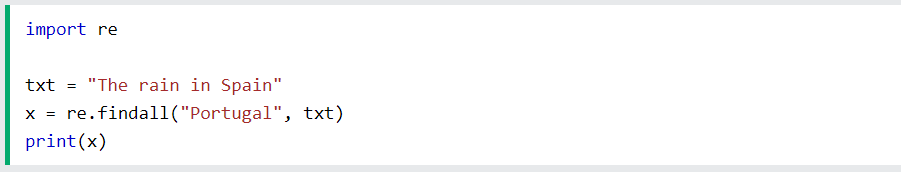 import re
txt = "The rain in Spain"
x = re.findall("Portugal", txt)
print(x)